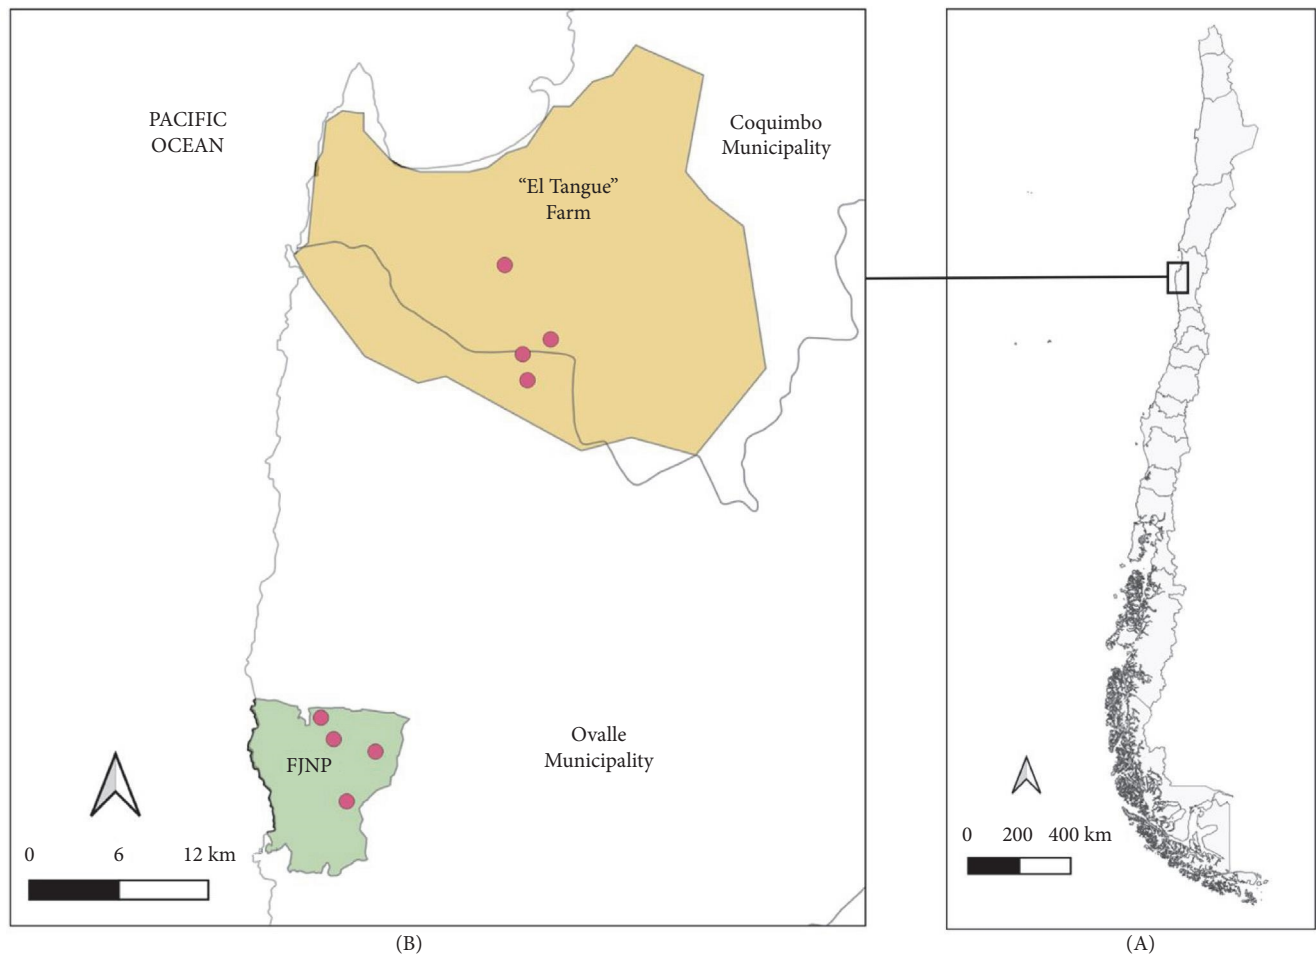 PACIFIC
OCEAN
Coquimbo
Municipality
“El Tangue”
Farm
Ovalle
Municipality
FJNP
0 6 12 km
(B)
0 200 400 km
(A)